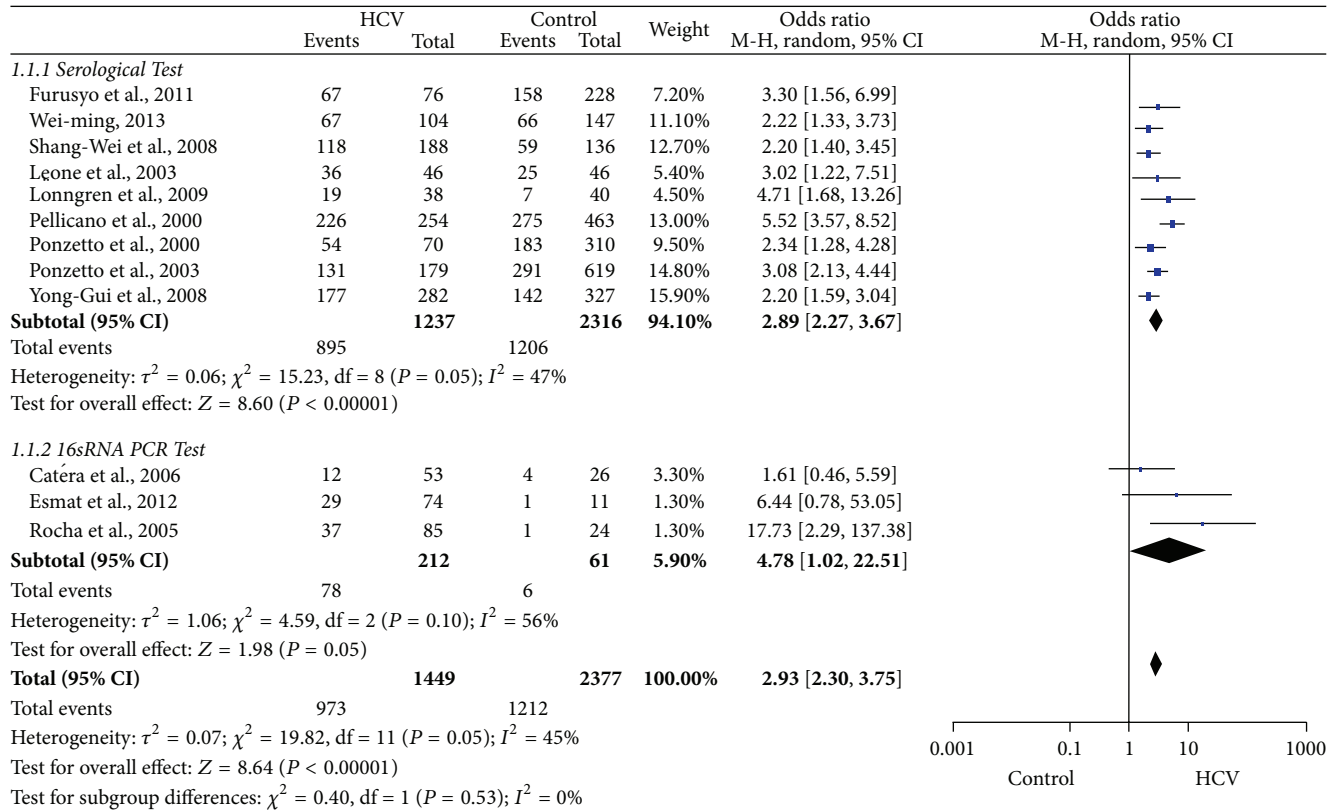 HCV Control Weight Odds ratio Odds ratio
Events Total Events Total M-H, random, 95% CI M-H, random, 95% CI
1.1.1 Serological Test
Furusyo et al., 2011 67 76 158 228 7.20% 3.30 [1.56, 6.99]
Wei-ming, 2013 67 104 66 147 11.10% 2.22 [1.33, 3.73]
Shang-Wei et al., 2008 118 188 59 136 12.70% 2.20 [1.40, 3.45]
Leone et al., 2003 36 46 25 46 5.40% 3.02 [1.22, 7.51]
Lonngren et al., 2009 19 38 7 40 4.50% 4.71 [1.68, 13.26]
Pellicano et al., 2000 226 254 275 463 13.00% 5.52 [3.57, 8.52]
Ponzetto et al., 2000 54 70 183 310 9.50% 2.34 [1.28, 4.28]
Ponzetto et al., 2003 131 179 291 619 14.80% 3.08 [2.13, 4.44]
Yong-Gui et al., 2008 177 282 142 327 15.90% 2.20 [1.59, 3.04]
Subtotal (95% CI) 1237 2316 94.10% 2.89 [2.27, 3.67]
Total events 895 1206
Heterogeneity: τ² = 0.06; χ² = 15.23, df = 8 (P = 0.05); I² = 47%
Test for overall effect: Z = 8.60 (P < 0.00001)
1.1.2 16sRNA PCR Test
Catéra et al., 2006 12 53 4 26 3.30% 1.61 [0.46, 5.59]
Esmat et al., 2012 29 74 1 11 1.30% 6.44 [0.78, 53.05]
Rocha et al., 2005 37 85 1 24 1.30% 17.73 [2.29, 137.38]
Subtotal (95% CI) 212 61 5.90% 4.78 [1.02, 22.51]
Total events 78 6
Heterogeneity: τ² = 1.06; χ² = 4.59, df = 2 (P = 0.10); I² = 56%
Test for overall effect: Z = 1.98 (P = 0.05)
Total (95% CI) 1449 2377 100.00% 2.93 [2.30, 3.75]
Total events 973 1212
Heterogeneity: τ² = 0.07; χ² = 19.82, df = 11 (P = 0.05); I² = 45%
Test for overall effect: Z = 8.64 (P < 0.00001)
Test for subgroup differences: χ² = 0.40, df = 1 (P = 0.53); I² = 0%
0.001 0.1 1 10 1000
Control HCV